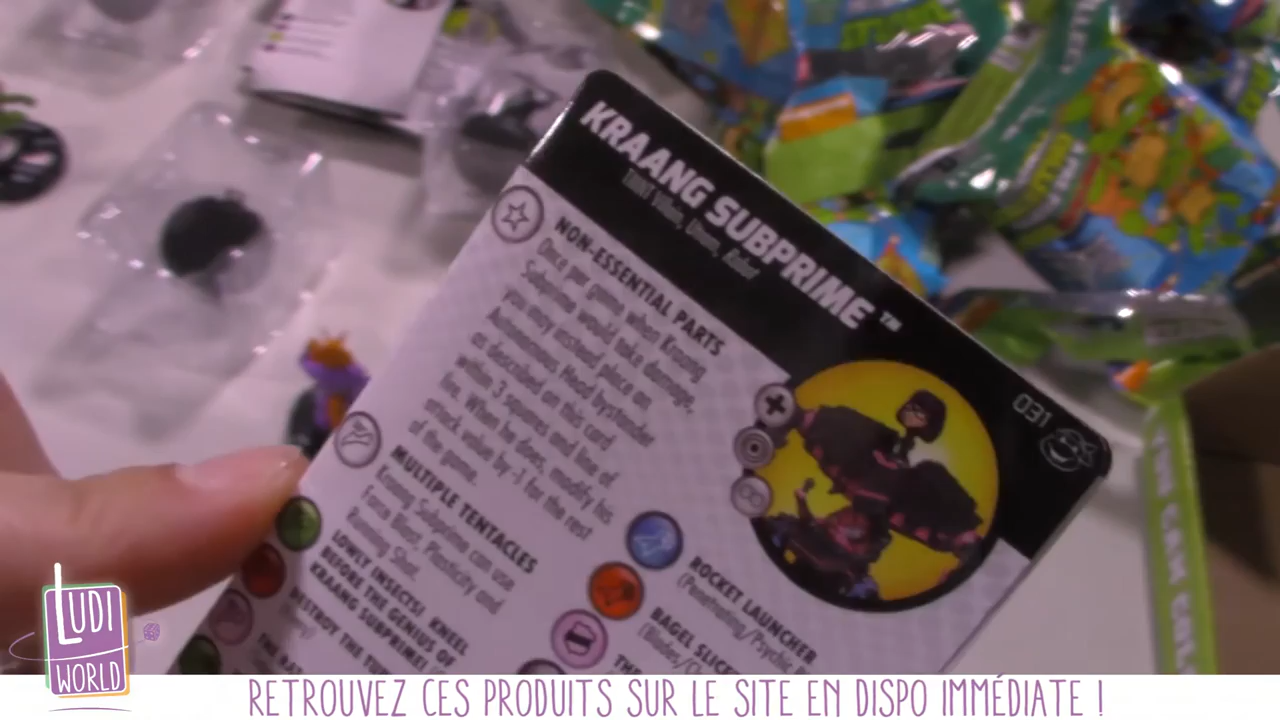 KRAANG SUBPRIME™
031
NON-ESSENTIAL PARTS
Once per game when Kraang
Subprime would take damage,
you may instead place an
Autonomous Head bystander
as described on this card
within 3 squares and line of
fire. When he does, modify his
attack value by -1 for the rest
of the game.
MULTIPLE TENTACLES
Kraang Subprime can use
Force Blast, Plasticity and
Running Shot.
LOWLY INSECTS! KNEEL
BEFORE THE GENIUS OF
KRAANG SUBPRIME!
DESTROY THE
ROCKET LAUNCHER
(Penetrating/Psychic
BAGEL SLICE
(Blades/
LUDI
WORLD
RETROUVEZ CES PRODUITS SUR LE SITE EN DISPO IMMÉDIATE !